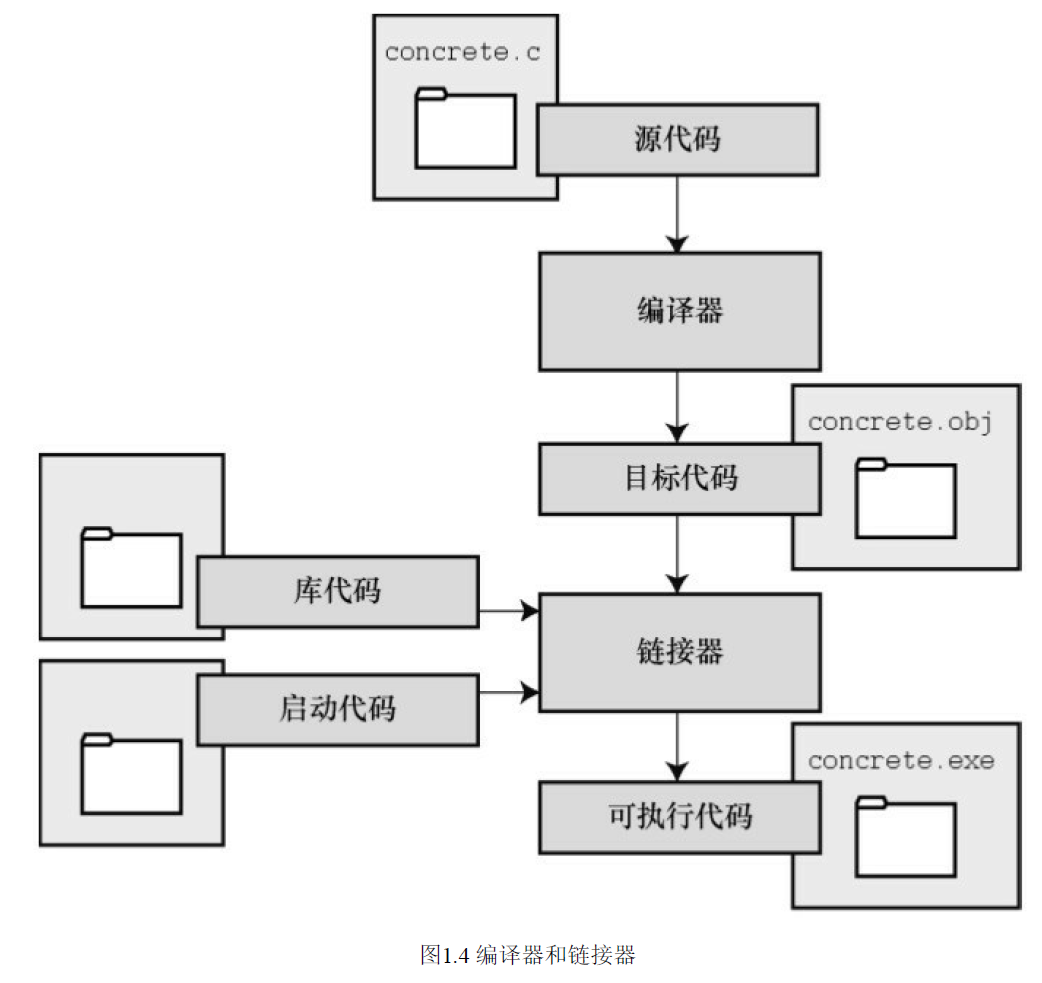 concrete.c
源代码
编译器
concrete.obj
目标代码
库代码
链接器
启动代码
concrete.exe
可执行代码
图1.4 编译器和链接器